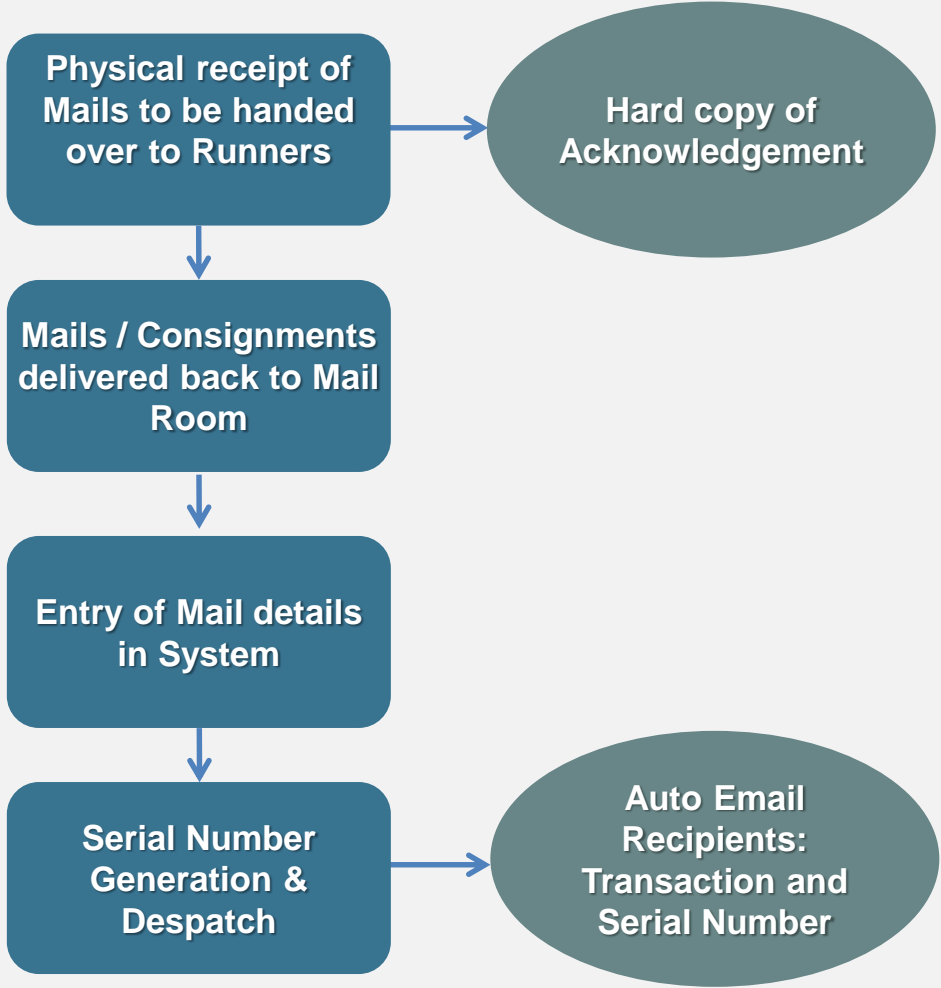 Physical receipt of
Mails to be handed
over to Runners
Hard copy of
Acknowledgement
Mails / Consignments
delivered back to Mail
Room
Entry of Mail details
in System
Serial Number
Generation &
Despatch
Auto Email
Recipients:
Transaction and
Serial Number